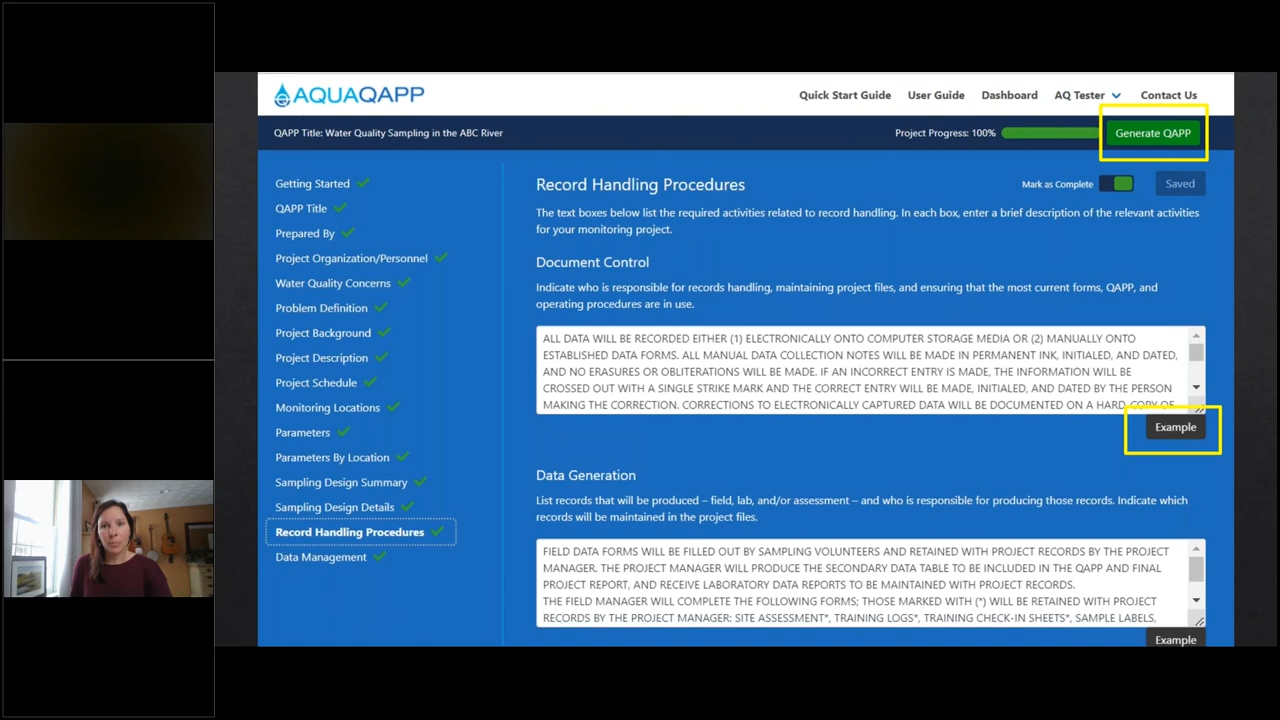 AQUAQAPP
Quick Start Guide
User Guide
Dashboard
AQ Tester
Contact Us
QAPP Title: Water Quality Sampling in the ABC River
Project Progress: 100%
Generate QAPP
Getting Started
QAPP Title
Prepared By
Project Organization/Personnel
Water Quality Concerns
Problem Definition
Project Background
Project Description
Project Schedule
Monitoring Locations
Parameters
Parameters By Location
Sampling Design Summary
Sampling Design Details
Record Handling Procedures
Data Management
Record Handling Procedures
Mark as Complete
Saved
The text boxes below list the required activities related to record handling. In each box, enter a brief description of the relevant activities
for your monitoring project.
Document Control
Indicate who is responsible for records handling, maintaining project files, and ensuring that the most current forms, QAPP, and
operating procedures are in use.
ALL DATA WILL BE RECORDED EITHER (1) ELECTRONICALLY ONTO COMPUTER STORAGE MEDIA OR (2) MANUALLY ONTO
ESTABLISHED DATA FORMS. ALL MANUAL DATA COLLECTION NOTES WILL BE MADE IN PERMANENT INK, INITIALED, AND DATED,
AND NO ERASURES OR OBLITERATIONS WILL BE MADE. IF AN INCORRECT ENTRY IS MADE, THE INFORMATION WILL BE
CROSSED OUT WITH A SINGLE STRIKE MARK AND THE CORRECT ENTRY WILL BE MADE, INITIALED, AND DATED BY THE PERSON
MAKING THE CORRECTION. CORRECTIONS TO ELECTRONICALLY CAPTURED DATA WILL BE DOCUMENTED ON A HARD COPY OF
Example
Data Generation
List records that will be produced – field, lab, and/or assessment – and who is responsible for producing those records. Indicate which
records will be maintained in the project files.
FIELD DATA FORMS WILL BE FILLED OUT BY SAMPLING VOLUNTEERS AND RETAINED WITH PROJECT RECORDS BY THE PROJECT
MANAGER. THE PROJECT MANAGER WILL PRODUCE THE SECONDARY DATA TABLE TO BE INCLUDED IN THE QAPP AND FINAL
PROJECT REPORT, AND RECEIVE LABORATORY DATA REPORTS TO BE MAINTAINED WITH PROJECT RECORDS.
THE FIELD MANAGER WILL COMPLETE THE FOLLOWING FORMS; THOSE MARKED WITH (*) WILL BE RETAINED WITH PROJECT
RECORDS BY THE PROJECT MANAGER: SITE ASSESSMENT*, TRAINING LOGS*, TRAINING CHECK-IN SHEETS*, SAMPLE LABELS,
Example